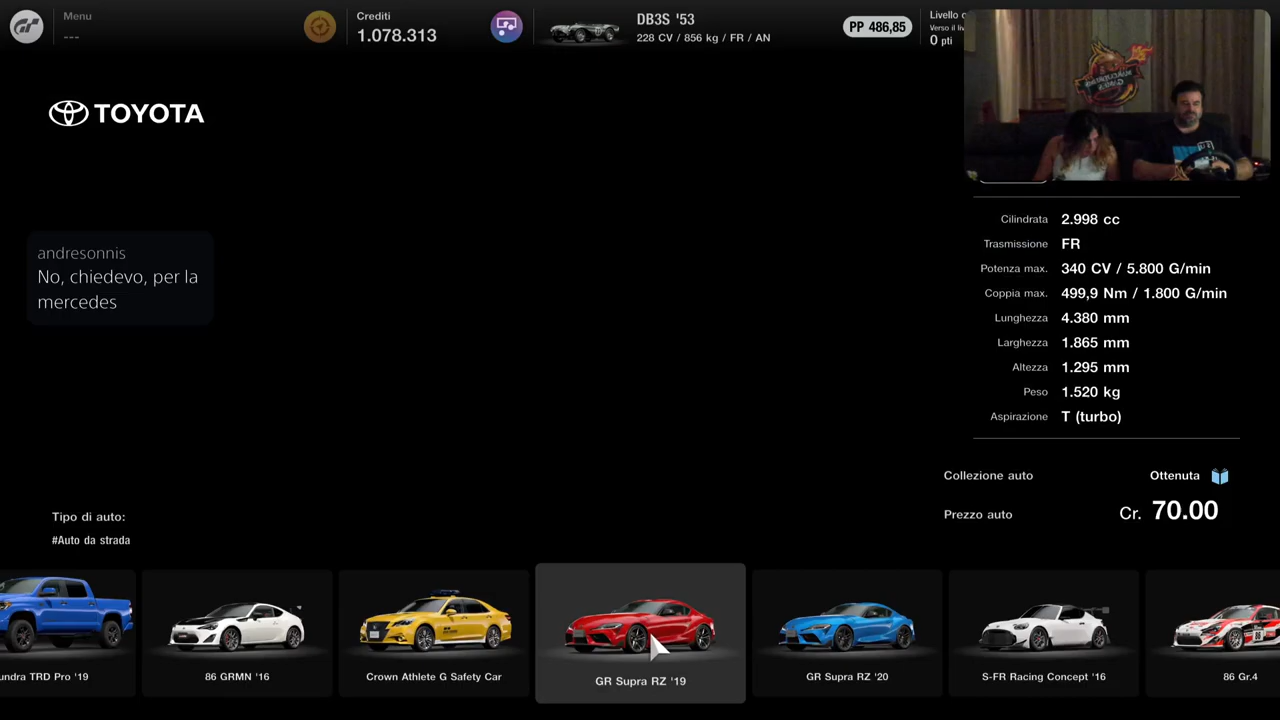 Menu
---
Crediti
1.078.313
DB3S '53
228 CV / 856 kg / FR / AN
PP 486,85
Livello c
Verso il liv
0 pti
TOYOTA
andresonnis
No, chiedevo, per la
mercedes
Cilindrata 2.998 cc
Trasmissione FR
Potenza max. 340 CV / 5.800 G/min
Coppia max. 499,9 Nm / 1.800 G/min
Lunghezza 4.380 mm
Larghezza 1.865 mm
Altezza 1.295 mm
Peso 1.520 kg
Aspirazione T (turbo)
Collezione auto Ottenuta
Prezzo auto Cr. 70.00
Tipo di auto:
#Auto da strada
undra TRD Pro '19
86 GRMN '16
Crown Athlete G Safety Car
GR Supra RZ '19
GR Supra RZ '20
S-FR Racing Concept '16
86 Gr.4